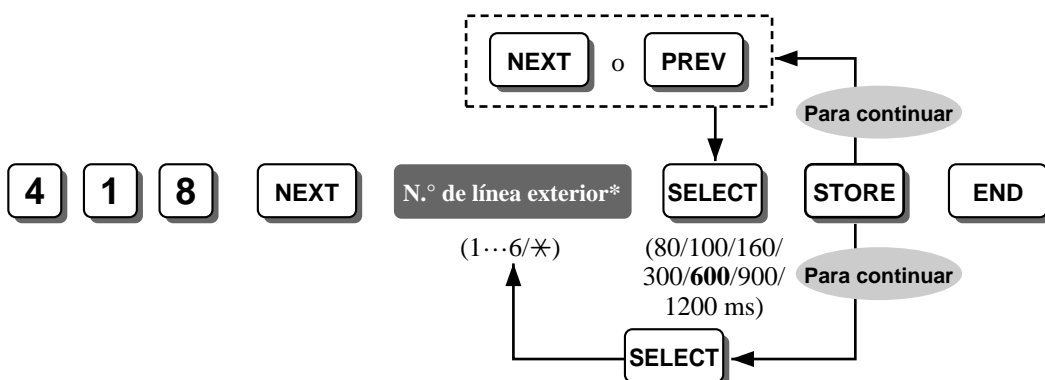 NEXT o PREV
Para continuar
4 1 8 NEXT N.° de línea exterior* SELECT STORE END
(1···6/✳) (80/100/160/
300/600/900/
1200 ms)
Para continuar
SELECT